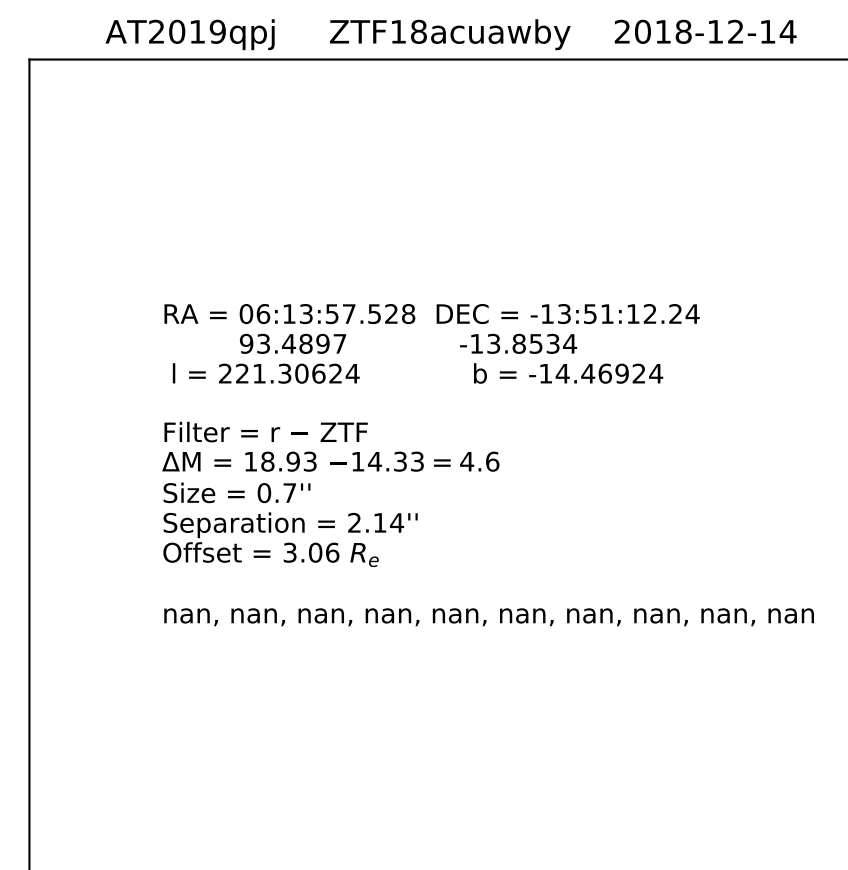 AT2019qpj ZTF18acuawby 2018-12-14
RA = 06:13:57.528 DEC = -13:51:12.24
93.4897 -13.8534
l = 221.30624 b = -14.46924
Filter = r − ZTF
ΔM = 18.93 −14.33 = 4.6
Size = 0.7''
Separation = 2.14''
Offset = 3.06 Re
nan, nan, nan, nan, nan, nan, nan, nan, nan, nan